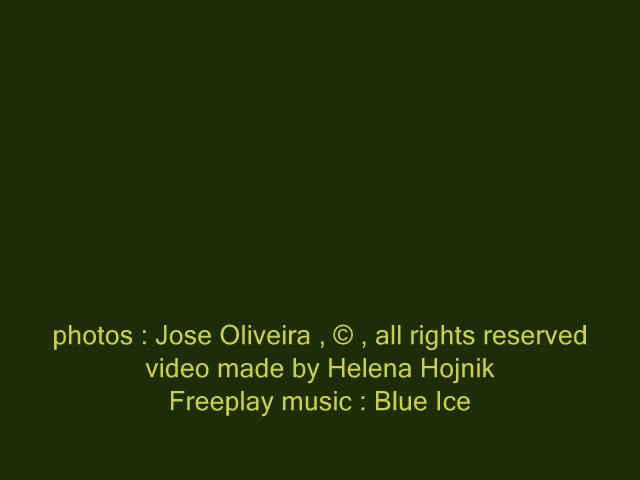 photos : Jose Oliveira , © , all rights reserved
video made by Helena Hojnik
Freeplay music : Blue Ice